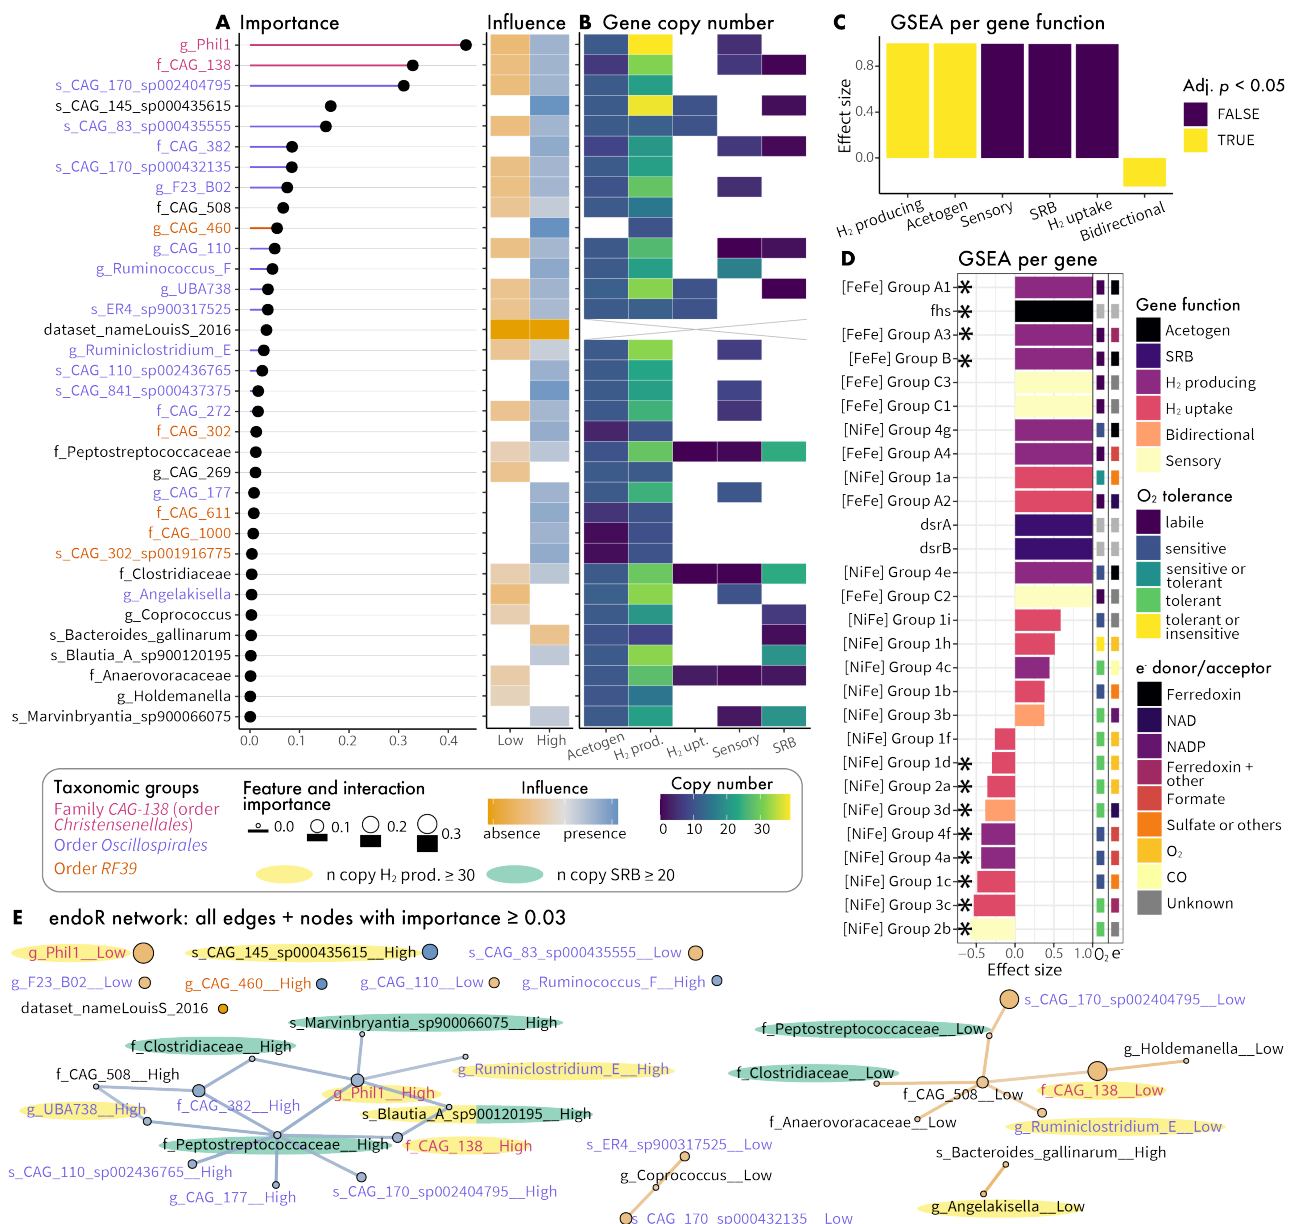 A Importance
Influence
B Gene copy number
g_Phil1
f_CAG_138
s_CAG_170_sp002404795
s_CAG_145_sp000435615
s_CAG_83_sp000435555
f_CAG_382
s_CAG_170_sp000432135
g_F23_B02
f_CAG_508
g_CAG_460
g_CAG_110
g_Ruminococcus_F
g_UBA738
s_ER4_sp900317525
dataset_nameLouisS_2016
g_Ruminiclostridium_E
s_CAG_110_sp002436765
s_CAG_841_sp000437375
f_CAG_272
f_CAG_302
f_Peptostreptococcaceae
g_CAG_269
g_CAG_177
f_CAG_611
f_CAG_1000
s_CAG_302_sp001916775
f_Clostridiaceae
g_Angelakisella
g_Coprococcus
s_Bacteroides_gallinarum
s_Blautia_A_sp900120195
f_Anaerovoracaceae
g_Holdemanella
s_Marvinbryantia_sp900066075
0.0 0.1 0.2 0.3 0.4
Low High
Acetogen H₂ prod. H₂ upt. Sensory SRB
C GSEA per gene function
Effect size
0.8
0.4
0.0
H₂ producing Acetogen Sensory SRB H₂ uptake Bidirectional
Adj. p < 0.05
FALSE
TRUE
D GSEA per gene
[FeFe] Group A1
fhs
[FeFe] Group A3
[FeFe] Group B
[FeFe] Group C3
[FeFe] Group C1
[NiFe] Group 4g
[FeFe] Group A4
[NiFe] Group 1a
[FeFe] Group A2
dsrA
dsrB
[NiFe] Group 4e
[FeFe] Group C2
[NiFe] Group 1i
[NiFe] Group 1h
[NiFe] Group 4c
[NiFe] Group 1b
[NiFe] Group 3b
[NiFe] Group 1f
[NiFe] Group 1d
[NiFe] Group 2a
[NiFe] Group 3d
[NiFe] Group 4f
[NiFe] Group 4a
[NiFe] Group 1c
[NiFe] Group 3c
[NiFe] Group 2b
−0.5 0.0 0.5 1.0 O₂ e⁻
Effect size
Gene function
Acetogen
SRB
H₂ producing
H₂ uptake
Bidirectional
Sensory
O₂ tolerance
labile
sensitive
sensitive or
tolerant
tolerant
tolerant or
insensitive
e⁻ donor/acceptor
Ferredoxin
NAD
NADP
Ferredoxin +
other
Formate
Sulfate or others
O₂
CO
Unknown
Taxonomic groups
Family CAG-138 (order
Christensenellales)
Order Oscillospirales
Order RF39
Feature and interaction
importance
0.0 0.1 0.2 0.3
Influence
absence presence
Copy number
0 10 20 30
n copy H₂ prod. ≥ 30
n copy SRB ≥ 20
E endoR network: all edges + nodes with importance ≥ 0.03
g_Phil1__Low
s_CAG_145_sp000435615__High
s_CAG_83_sp000435555__Low
g_F23_B02__Low
g_CAG_460__High
g_CAG_110__Low
g_Ruminococcus_F__High
dataset_nameLouisS_2016
s_Marvinbryantia_sp900066075__High
f_Clostridiaceae__High
f_CAG_508__High
g_Ruminiclostridium_E__High
g_Phil1__High
f_CAG_382__High
g_UBA738__High
s_Blautia_A_sp900120195__High
f_Peptostreptococcaceae__High
f_CAG_138__High
s_CAG_110_sp002436765__High
g_CAG_177__High
s_CAG_170_sp002404795__High
s_ER4_sp900317525__Low
g_Coprococcus__Low
s_CAG_170_sp000432135__Low
s_CAG_170_sp002404795__Low
f_Peptostreptococcaceae__Low
g_Holdemanella__Low
f_Clostridiaceae__Low
f_CAG_508__Low
f_CAG_138__Low
f_Anaerovoracaceae__Low
g_Ruminiclostridium_E__Low
s_Bacteroides_gallinarum__High
g_Angelakisella__Low